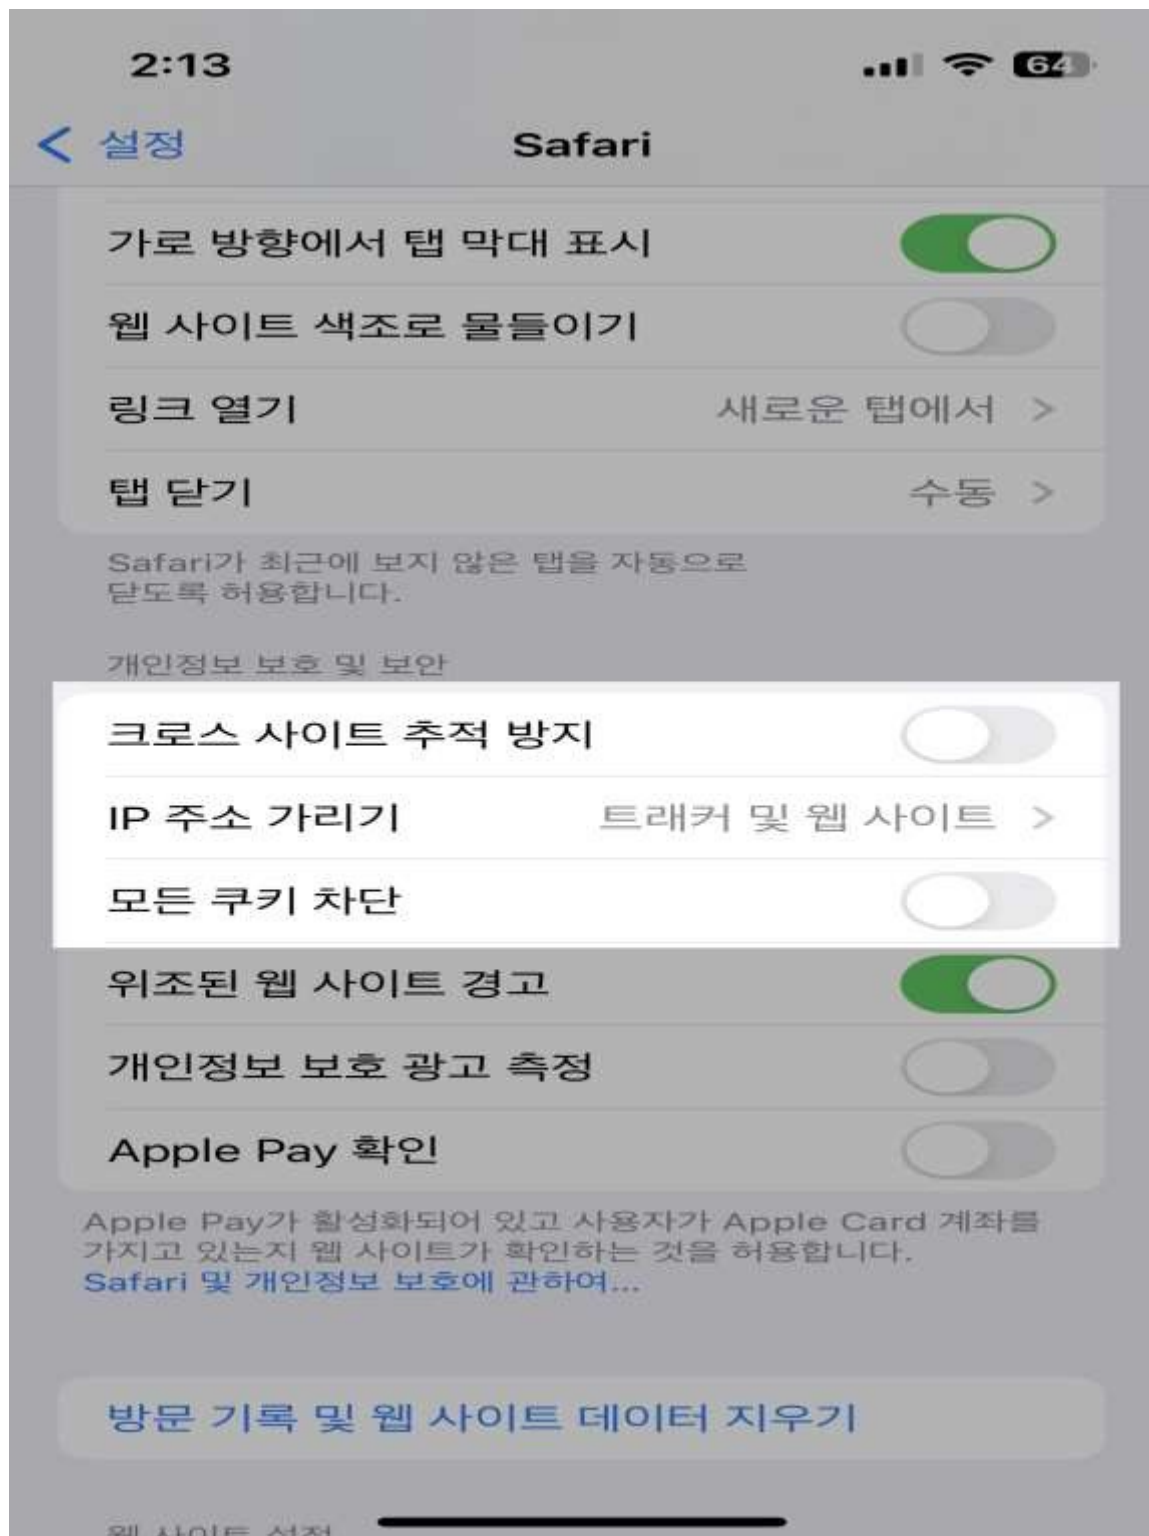 2:13
64
설정
Safari
가로 방향에서 탭 막대 표시
웹 사이트 색조로 물들이기
링크 열기 새로운 탭에서
탭 닫기 수동
Safari가 최근에 보지 않은 탭을 자동으로
닫도록 허용합니다.
개인정보 보호 및 보안
크로스 사이트 추적 방지
IP 주소 가리기 트래커 및 웹 사이트
모든 쿠키 차단
위조된 웹 사이트 경고
개인정보 보호 광고 측정
Apple Pay 확인
Apple Pay가 활성화되어 있고 사용자가 Apple Card 계좌를
가지고 있는지 웹 사이트가 확인하는 것을 허용합니다.
Safari 및 개인정보 보호에 관하여...
방문 기록 및 웹 사이트 데이터 지우기
웹 사이트 설정